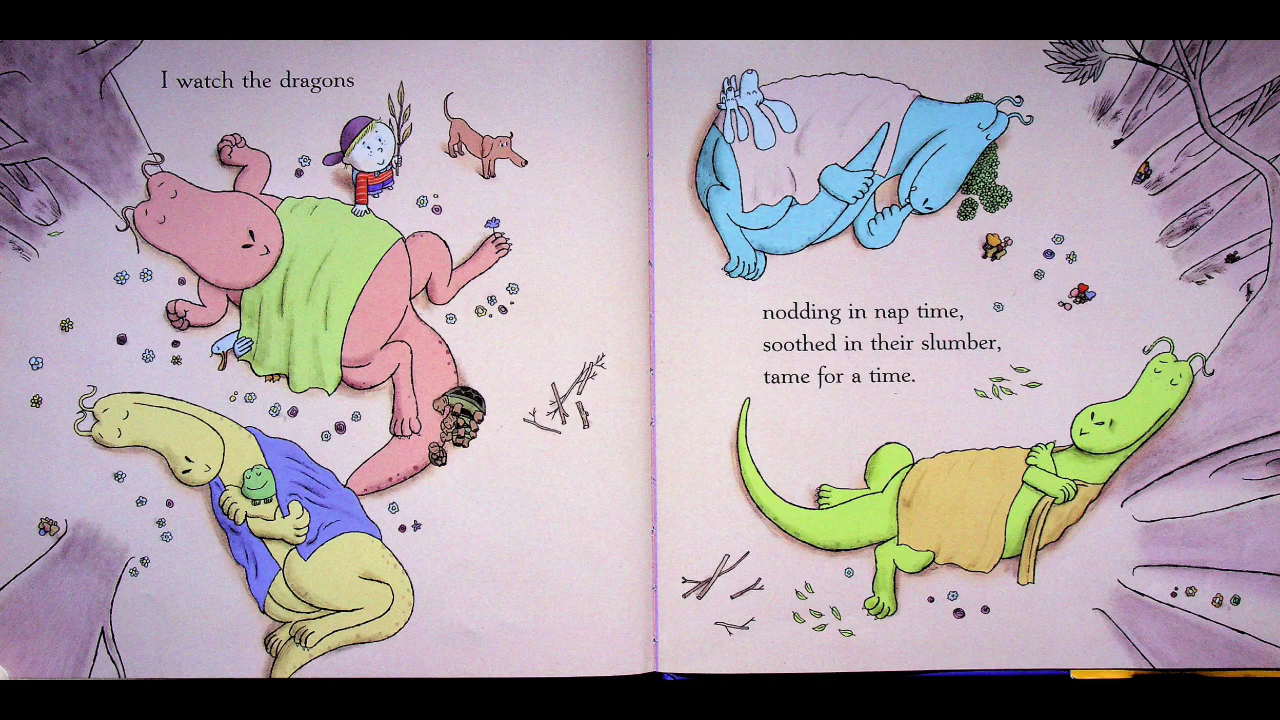 I watch the dragons
nodding in nap time,
soothed in their slumber,
tame for a time.